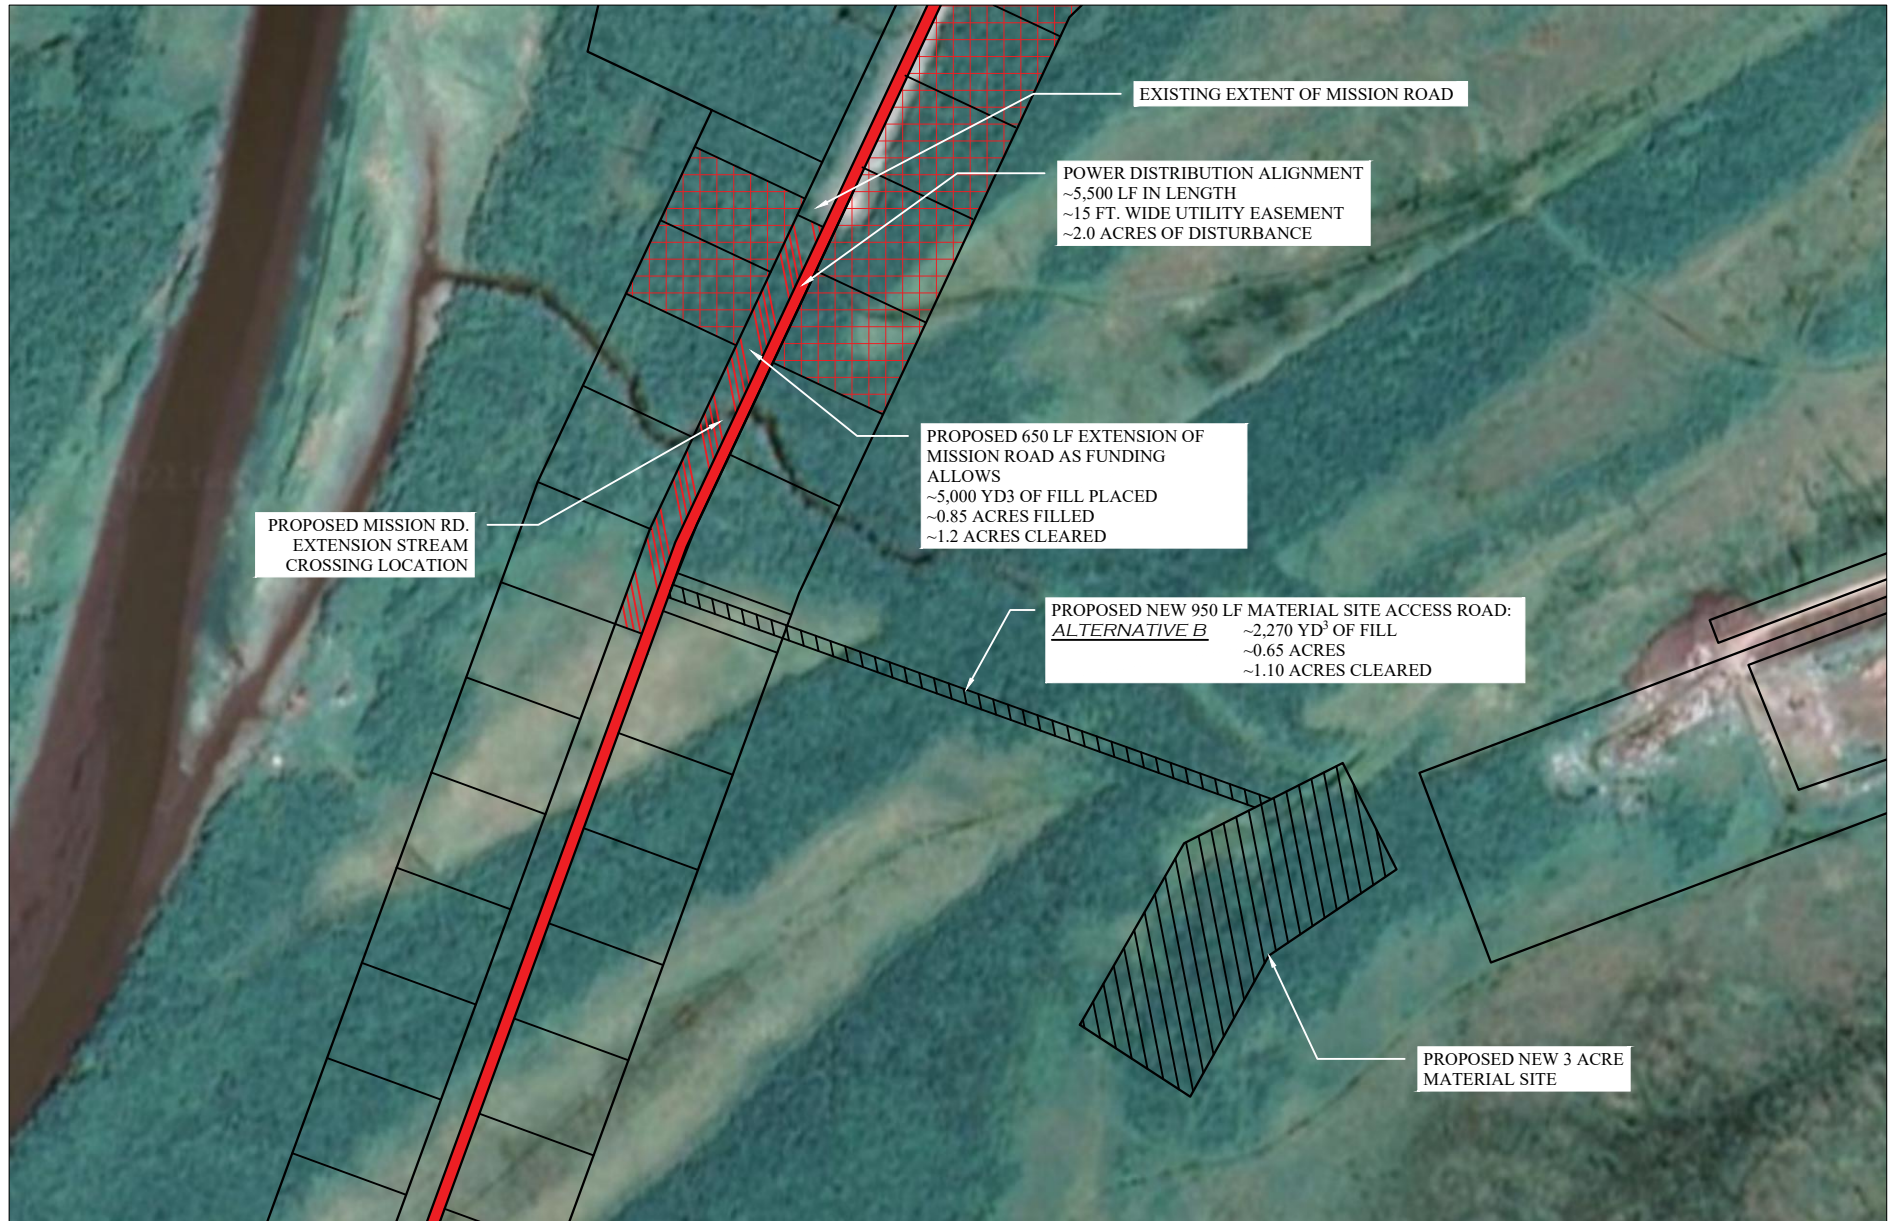 EXISTING EXTENT OF MISSION ROAD
POWER DISTRIBUTION ALIGNMENT
~5,500 LF IN LENGTH
~15 FT. WIDE UTILITY EASEMENT
~2.0 ACRES OF DISTURBANCE
PROPOSED 650 LF EXTENSION OF
MISSION ROAD AS FUNDING
ALLOWS
~5,000 YD3 OF FILL PLACED
~0.85 ACRES FILLED
~1.2 ACRES CLEARED
PROPOSED MISSION RD.
EXTENSION STREAM
CROSSING LOCATION
PROPOSED NEW 950 LF MATERIAL SITE ACCESS ROAD:
ALTERNATIVE B ~2,270 YD³ OF FILL
~0.65 ACRES
~1.10 ACRES CLEARED
PROPOSED NEW 3 ACRE
MATERIAL SITE